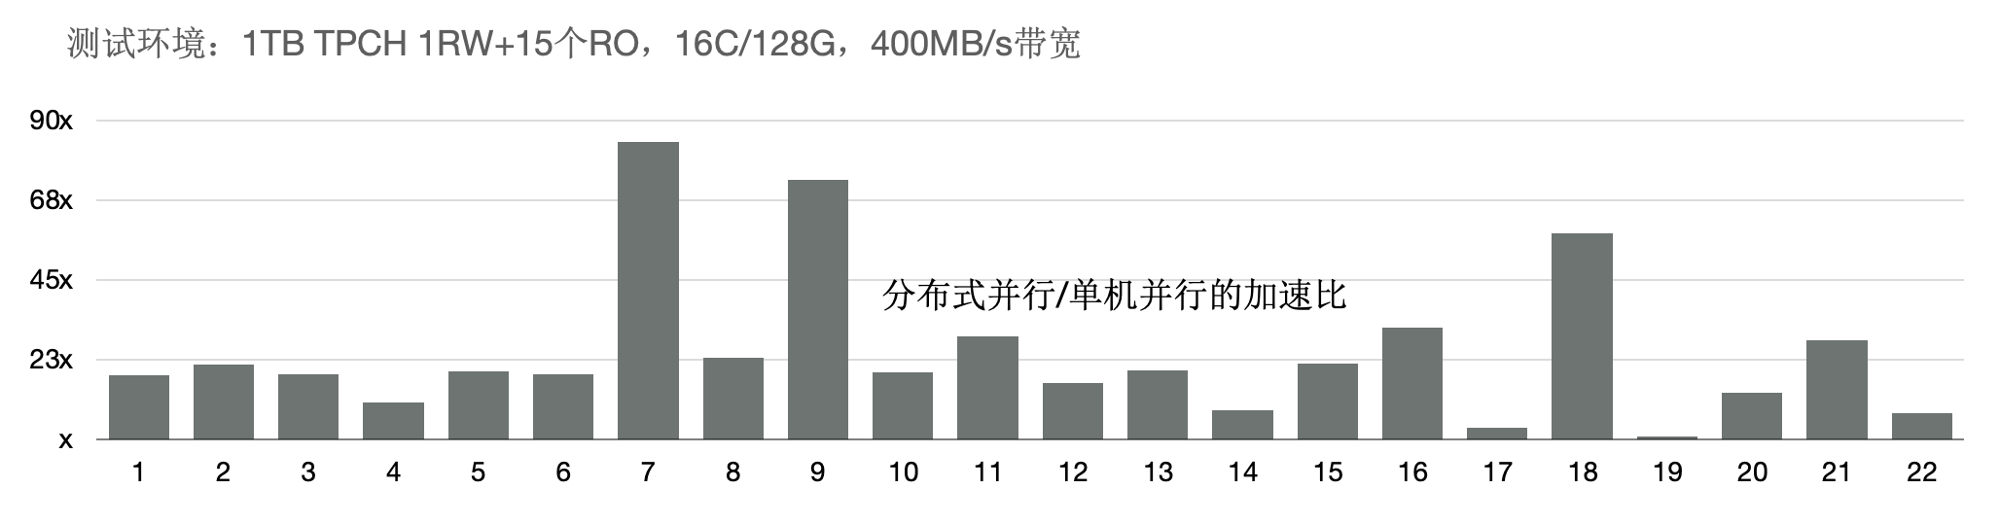 测试环境：1TB TPCH 1RW+15个RO，16C/128G，400MB/s带宽
90x
68x
45x
分布式并行/单机并行的加速比
23x
x
1 2 3 4 5 6 7 8 9 10 11 12 13 14 15 16 17 18 19 20 21 22